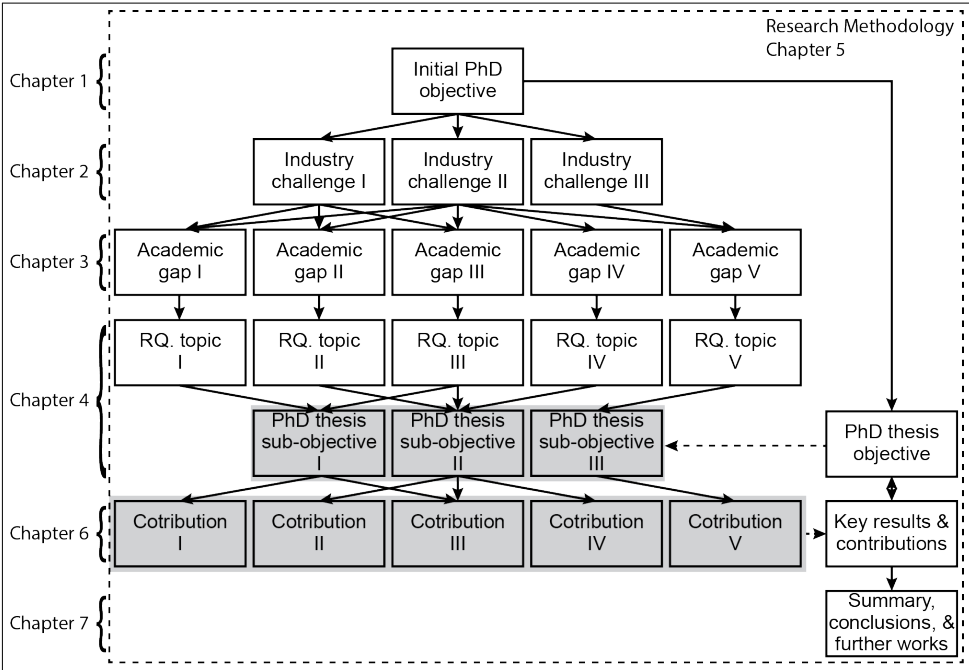 Research Methodology
Chapter 5
Chapter 1
Initial PhD
objective
Chapter 2
Industry
challenge I
Industry
challenge II
Industry
challenge III
Chapter 3
Academic
gap I
Academic
gap II
Academic
gap III
Academic
gap IV
Academic
gap V
Chapter 4
RQ. topic
I
RQ. topic
II
RQ. topic
III
RQ. topic
IV
RQ. topic
V
PhD thesis
sub-objective
I
PhD thesis
sub-objective
II
PhD thesis
sub-objective
III
PhD thesis
objective
Chapter 6
Cotribution
I
Cotribution
II
Cotribution
III
Cotribution
IV
Cotribution
V
Key results &
contributions
Chapter 7
Summary,
conclusions, &
further works